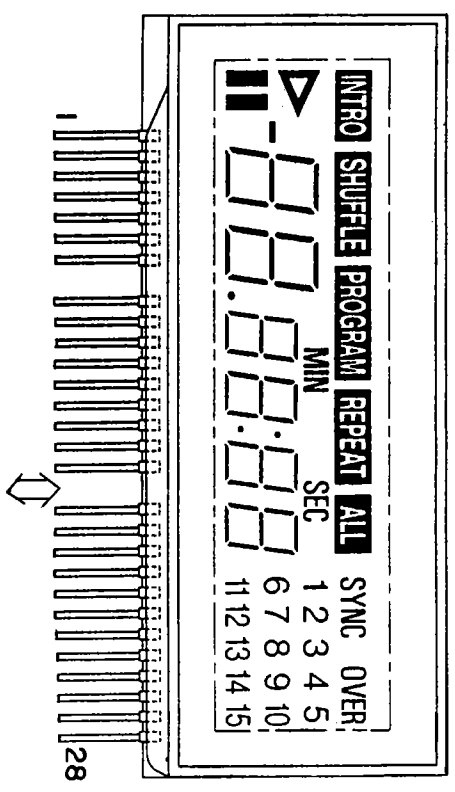 INTRO SHUFFLE PROGRAM REPEAT ALL SYNC OVER
MIN SEC
1 2 3 4 5
6 7 8 9 10
11 12 13 14 15
1 28